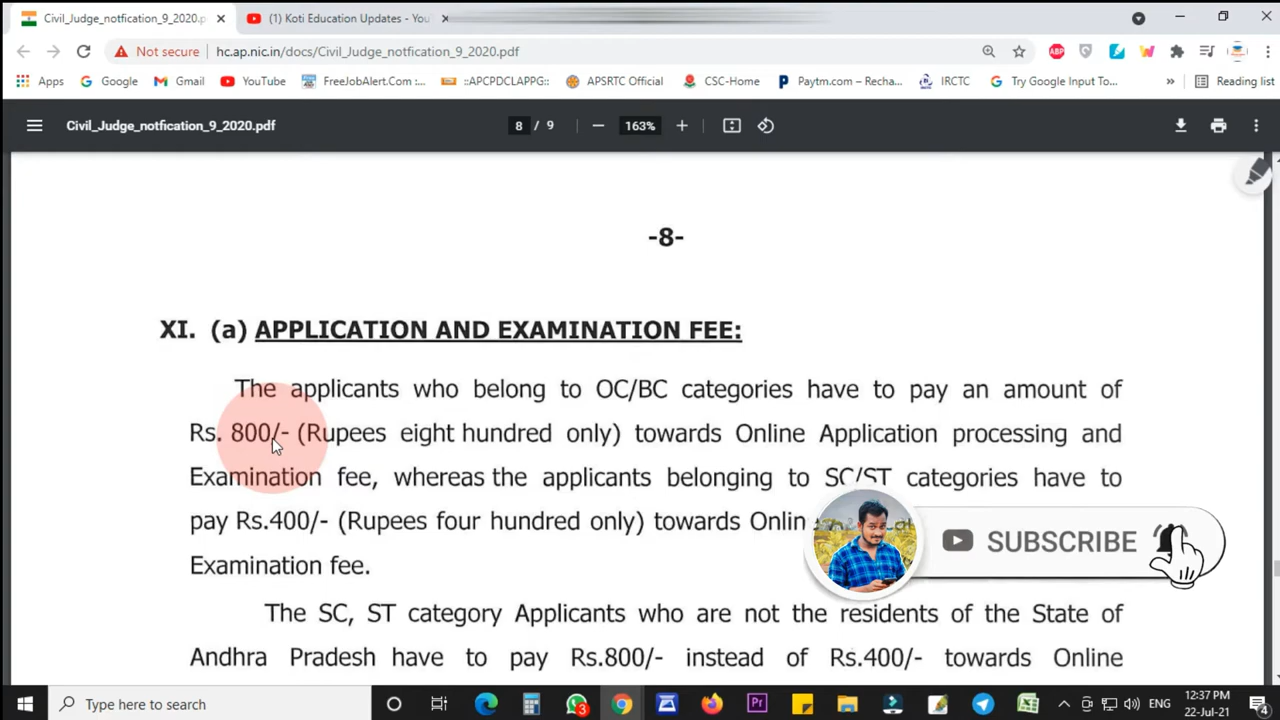 Civil_Judge_notfication_9_2020.p
(1) Koti Education Updates - You
Not secure hc.ap.nic.in/docs/Civil_Judge_notfication_9_2020.pdf
ABP
Apps Google Gmail YouTube FreeJobAlert.Com :... ::APCPDCLAPPG:: APSRTC Official CSC-Home Paytm.com – Recha... IRCTC Try Google Input To... » Reading list
Civil_Judge_notfication_9_2020.pdf 8 / 9 — 163% +
-8-
XI. (a) APPLICATION AND EXAMINATION FEE:
The applicants who belong to OC/BC categories have to pay an amount of
Rs. 800/- (Rupees eight hundred only) towards Online Application processing and
Examination fee, whereas the applicants belonging to SC/ST categories have to
pay Rs.400/- (Rupees four hundred only) towards Onlin
Examination fee.
SUBSCRIBE
The SC, ST category Applicants who are not the residents of the State of
Andhra Pradesh have to pay Rs.800/- instead of Rs.400/- towards Online
Type here to search
3
Pr
ENG
12:37 PM
22-Jul-21
4